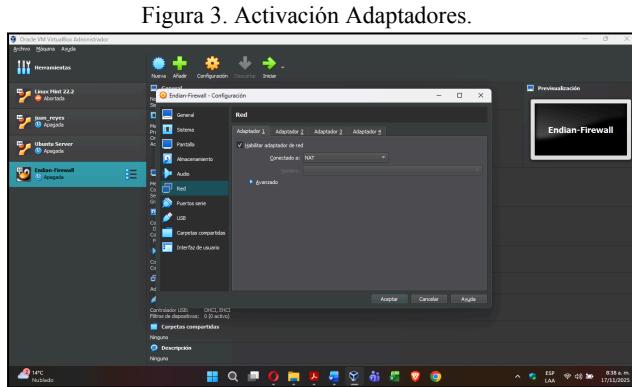 Figura 3. Activación Adaptadores.
Oracle VM VirtualBox Administrador
Archivo Máquina Ayuda
Herramientas
Nueva Añadir Configuración Descartar Iniciar
Linux Mint 22.2
Abortada
juan_reyes
Apagada
Ubuntu Server
Apagada
Endian-Firewall
Apagada
General
Previsualización
Endian-Firewall
Endian-Firewall - Configuración
General
Sistema
Pantalla
Almacenamiento
Audio
Red
Puertos serie
USB
Carpetas compartidas
Interfaz de usuario
Red
Adaptador 1 Adaptador 2 Adaptador 3 Adaptador 4
Habilitar adaptador de red
Conectado a: NAT
Nombre:
Avanzado
Aceptar Cancelar Ayuda
Controlador USB: OHCI, EHCI
Filtros de dispositivos: 0 (0 activo)
Carpetas compartidas
Ninguno
Descripción
Ninguno
14°C
Nublado
ESP
LAA
8:38 a. m.
17/11/2025